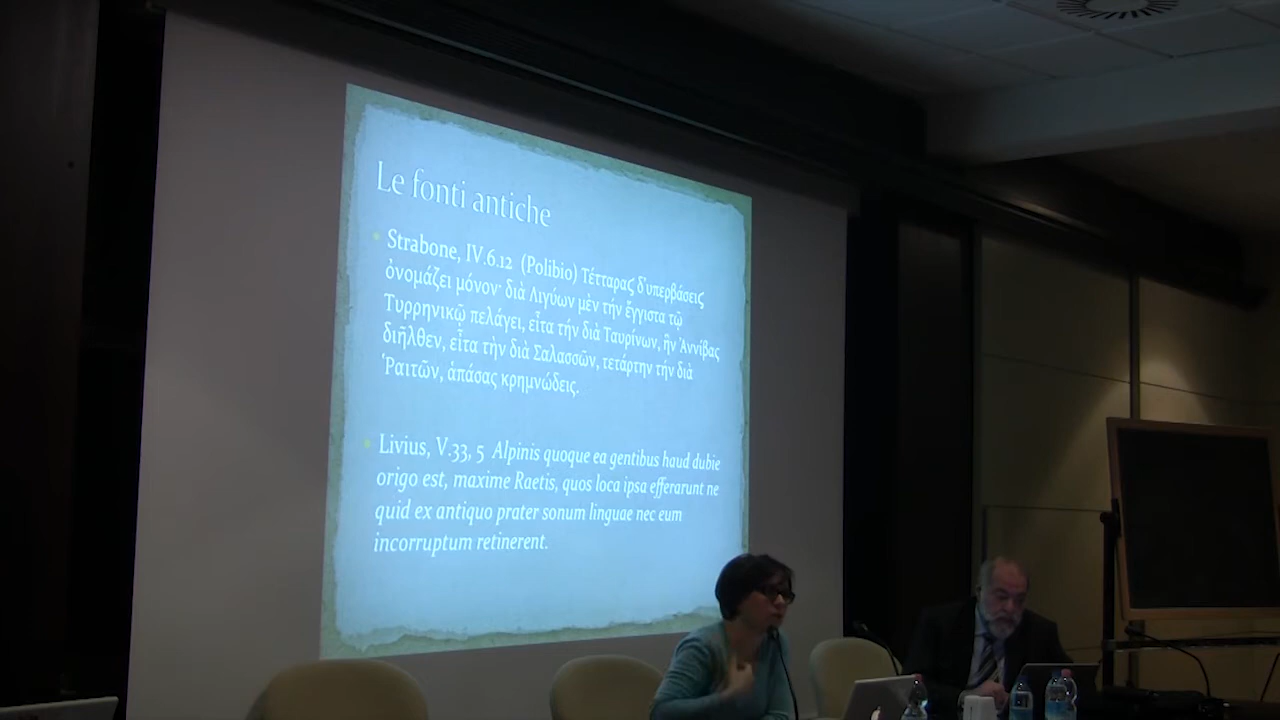 Le fonti antiche
Strabone, IV.6.12 (Polibio) Τέτταρας δ'υπερβάσεις
ὀνομάζει μόνον· διὰ Λιγύων μὲν τήν ἔγγιστα τῷ
Τυρρηνικῷ πελάγει, εἶτα τήν διὰ Ταυρίνων, ἣν Ἀννίβας
διῆλθεν, εἶτα τὴν διὰ Σαλασσῶν, τετάρτην τήν διὰ
Ῥαιτῶν, ἁπάσας κρημνώδεις.
Livius, V.33, 5 Alpinis quoque ea gentibus haud dubie
origo est, maxime Raetis, quos loca ipsa efferarunt ne
quid ex antiquo prater sonum linguae nec eum
incorruptum retinerent.